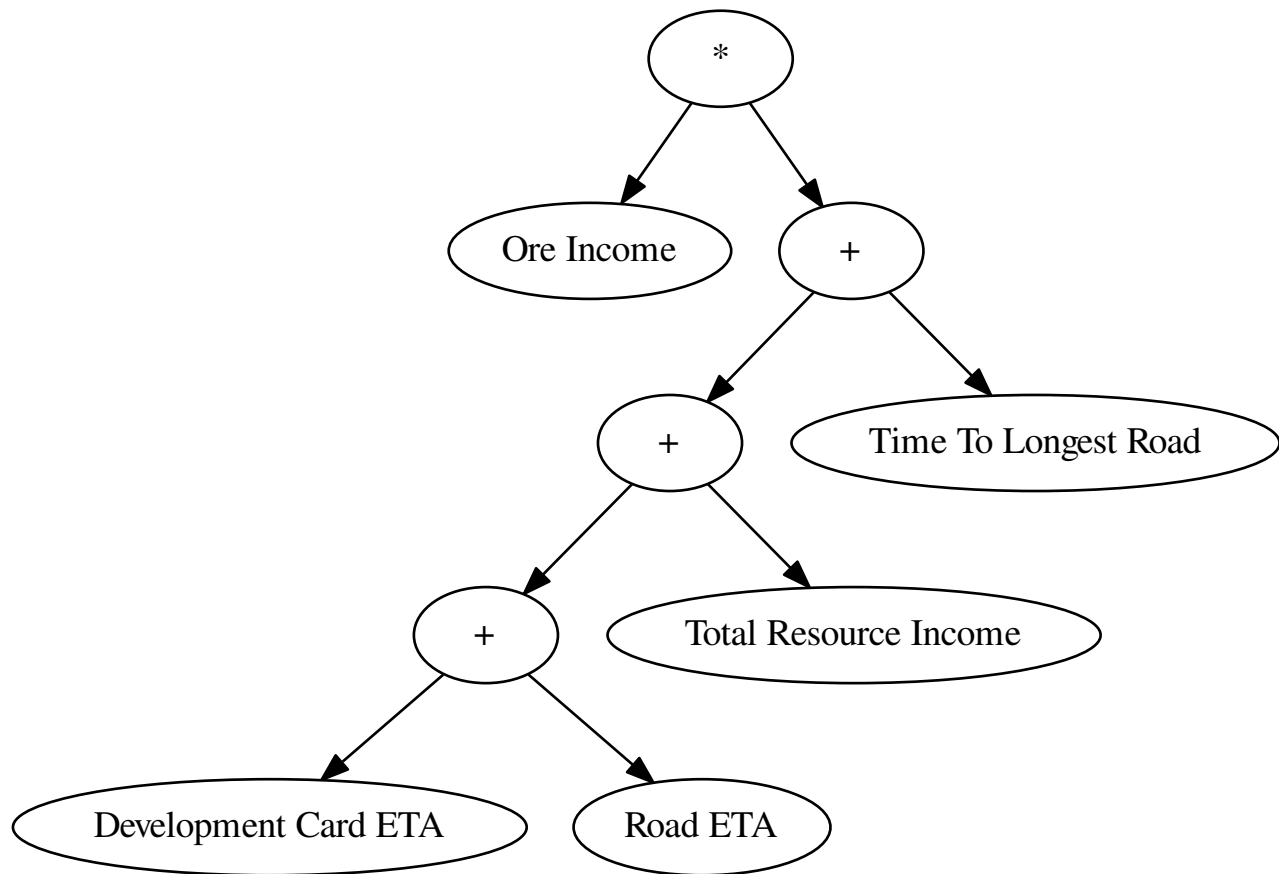 *
Ore Income
+
+
Time To Longest Road
+
Total Resource Income
Development Card ETA
Road ETA